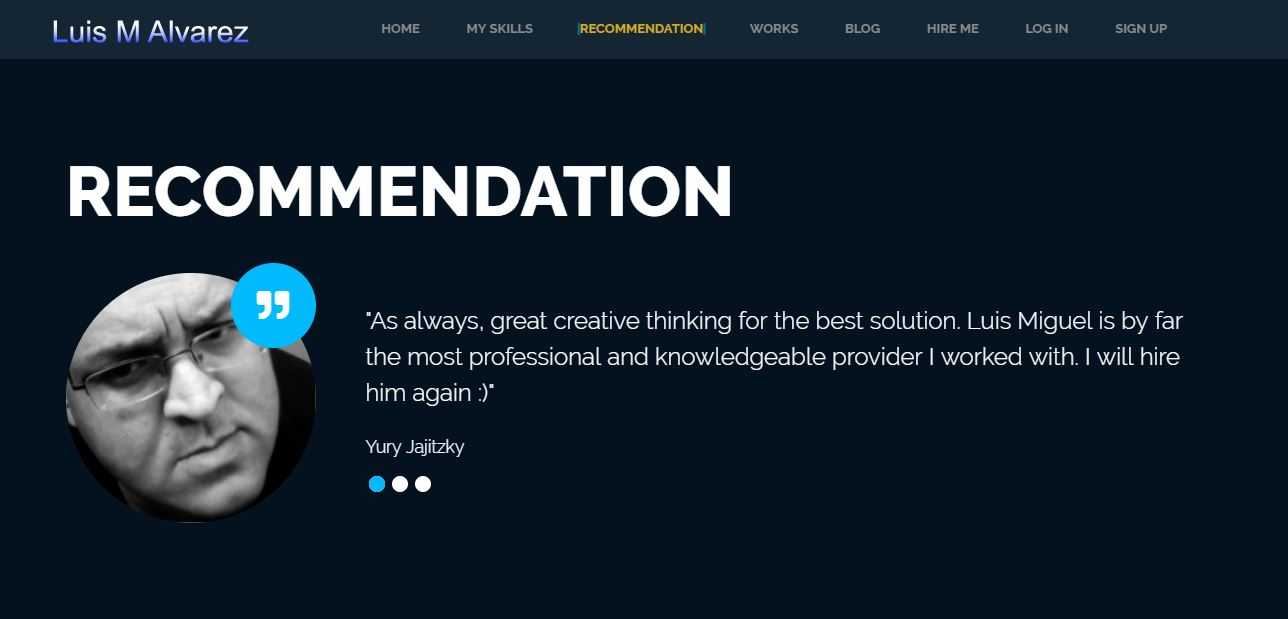 Luis M Alvarez
HOME MY SKILLS RECOMMENDATION WORKS BLOG HIRE ME LOG IN SIGN UP
RECOMMENDATION
"As always, great creative thinking for the best solution. Luis Miguel is by far
the most professional and knowledgeable provider I worked with. I will hire
him again :)"
Yury Jajitzky